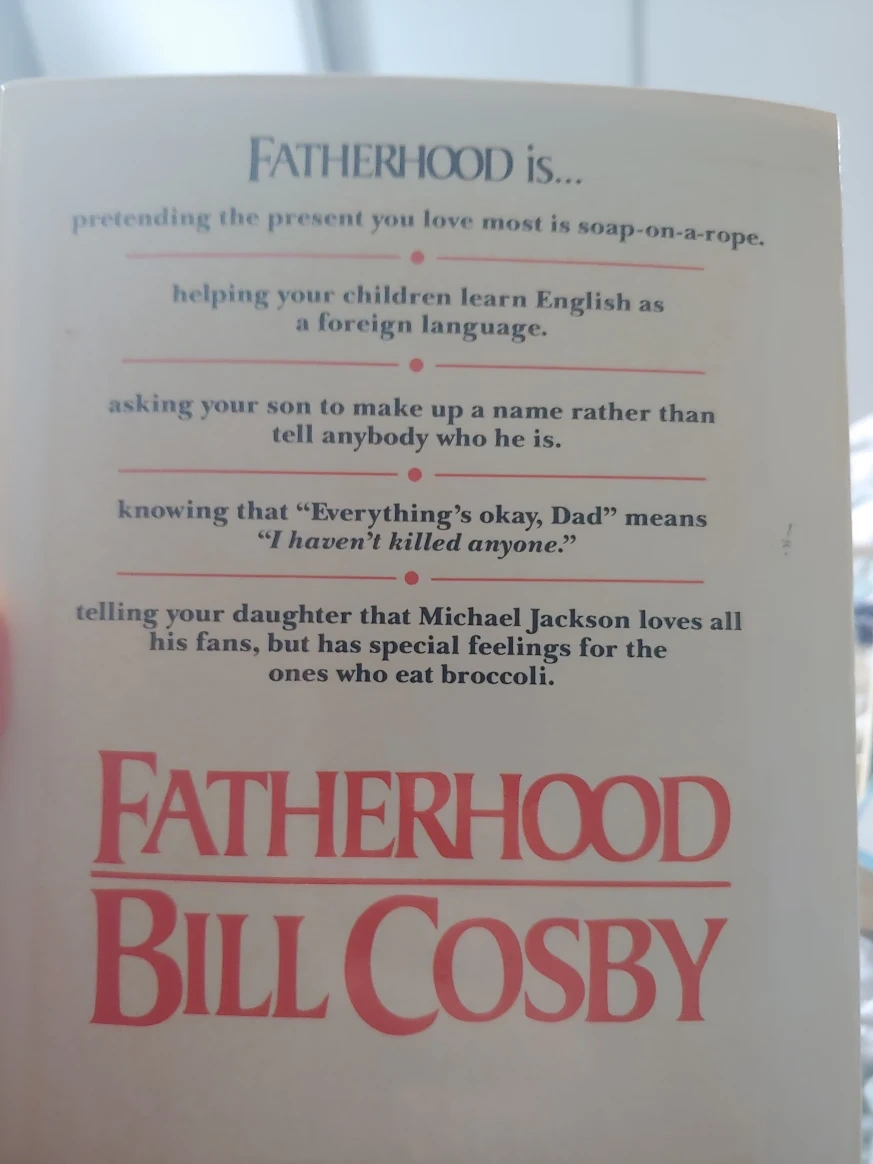 FATHERHOOD is...
pretending the present you love most is soap-on-a-rope.
helping your children learn English as
a foreign language.
asking your son to make up a name rather than
tell anybody who he is.
knowing that “Everything’s okay, Dad” means
“I haven’t killed anyone.”
telling your daughter that Michael Jackson loves all
his fans, but has special feelings for the
ones who eat broccoli.
FATHERHOOD
BILL COSBY